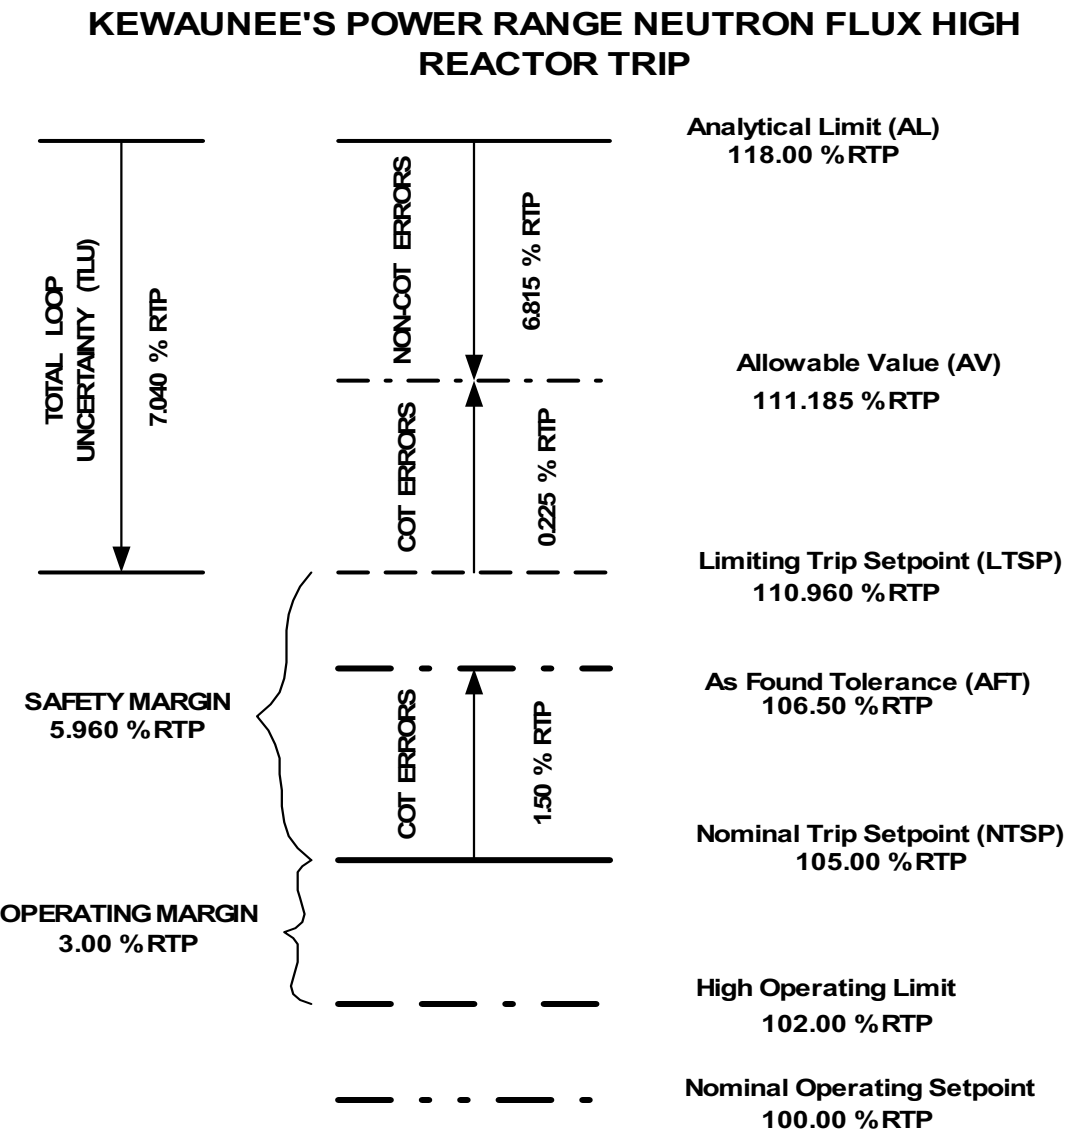 KEWAUNEE'S POWER RANGE NEUTRON FLUX HIGH
REACTOR TRIP
Analytical Limit (AL)
118.00 %RTP
TOTAL LOOP
UNCERTAINTY (TLU)
7.040 % RTP
NON-COT ERRORS
6.815 % RTP
Allowable Value (AV)
111.185 %RTP
COT ERRORS
0.225 % RTP
Limiting Trip Setpoint (LTSP)
110.960 %RTP
SAFETY MARGIN
5.960 %RTP
As Found Tolerance (AFT)
106.50 %RTP
COT ERRORS
1.50 % RTP
Nominal Trip Setpoint (NTSP)
105.00 %RTP
OPERATING MARGIN
3.00 %RTP
High Operating Limit
102.00 %RTP
Nominal Operating Setpoint
100.00 %RTP